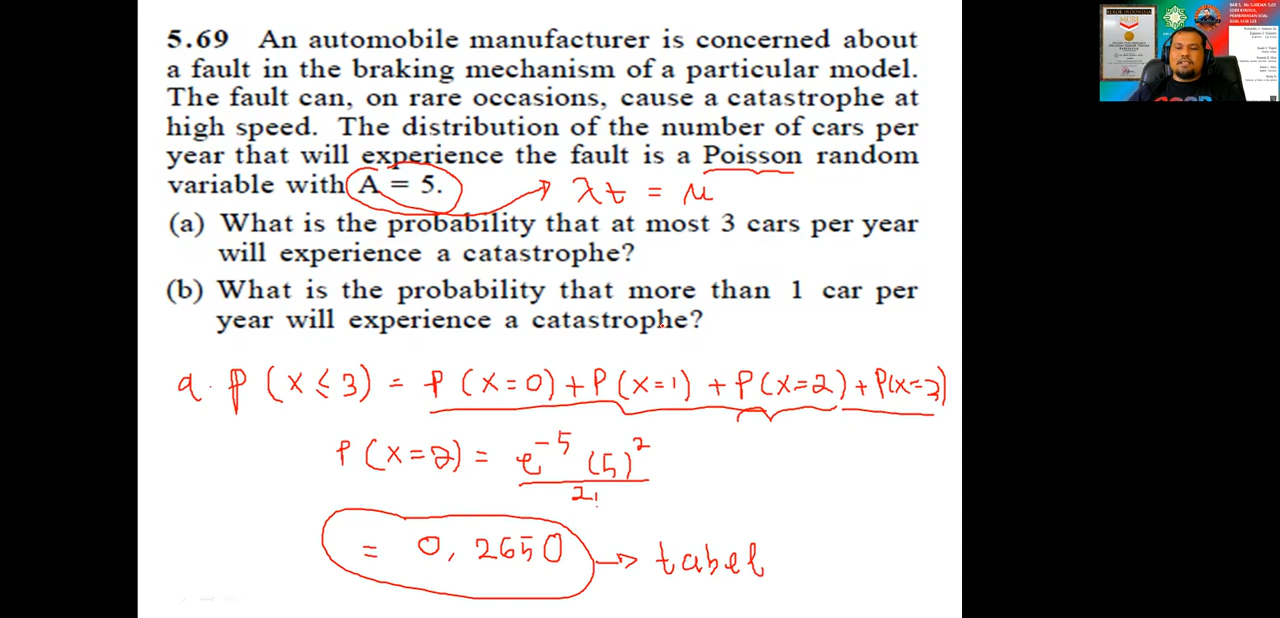 5.69 An automobile manufacturer is concerned about
a fault in the braking mechanism of a particular model.
The fault can, on rare occasions, cause a catastrophe at
high speed. The distribution of the number of cars per
year that will experience the fault is a Poisson random
variable with A = 5.
λt = μ
(a) What is the probability that at most 3 cars per year
will experience a catastrophe?
(b) What is the probability that more than 1 car per
year will experience a catastrophe?
a. P (x ≤ 3) = P (x=0) + P(x=1) + P(x=2) + P(x=3)
P (x=2) = e^-5 (5)^2
2!
= 0,2650 → tabel
MURI